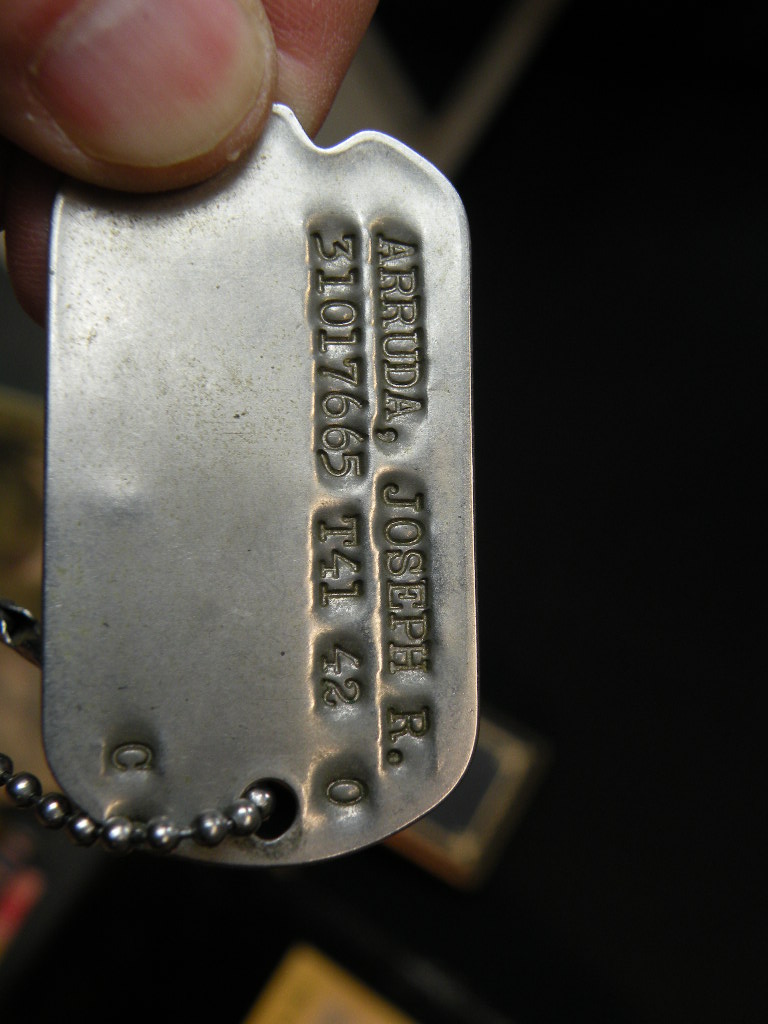 ARRUDA, JOSEPH R.
31017665 T41 42 O
C